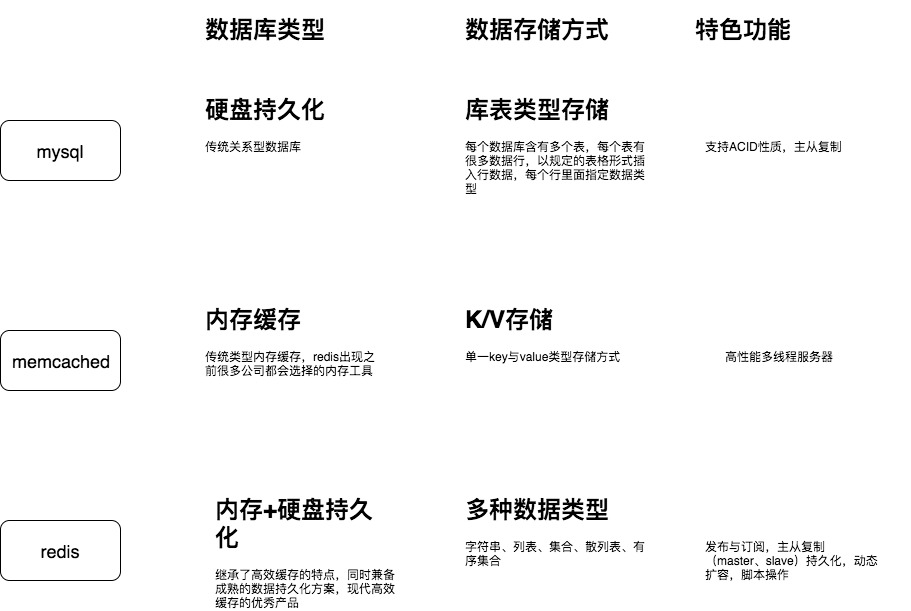 数据库类型
数据存储方式
特色功能
mysql
硬盘持久化
传统关系型数据库
库表类型存储
每个数据库含有多个表，每个表有
很多数据行，以规定的表格形式插
入行数据，每个行里面指定数据类
型
支持ACID性质，主从复制
memcached
内存缓存
传统类型内存缓存，redis出现之
前很多公司都会选择的内存工具
K/V存储
单一key与value类型存储方式
高性能多线程服务器
redis
内存+硬盘持久
化
继承了高效缓存的特点，同时兼备
成熟的数据持久化方案，现代高效
缓存的优秀产品
多种数据类型
字符串、列表、集合、散列表、有
序集合
发布与订阅，主从复制
（master、slave）持久化，动态
扩容，脚本操作